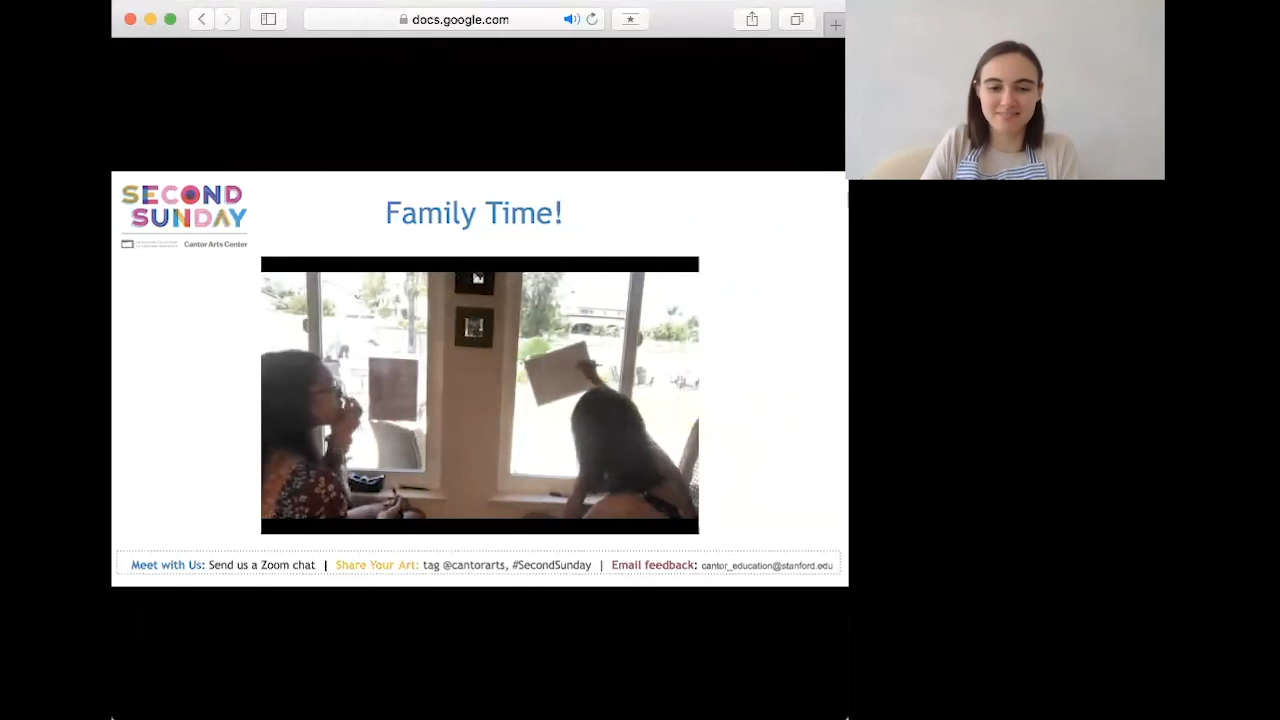 docs.google.com
SECOND
SUNDAY
Cantor Arts Center
Family Time!
Meet with Us: Send us a Zoom chat | Share Your Art: tag @cantorarts, #SecondSunday | Email feedback: cantor_education@stanford.edu